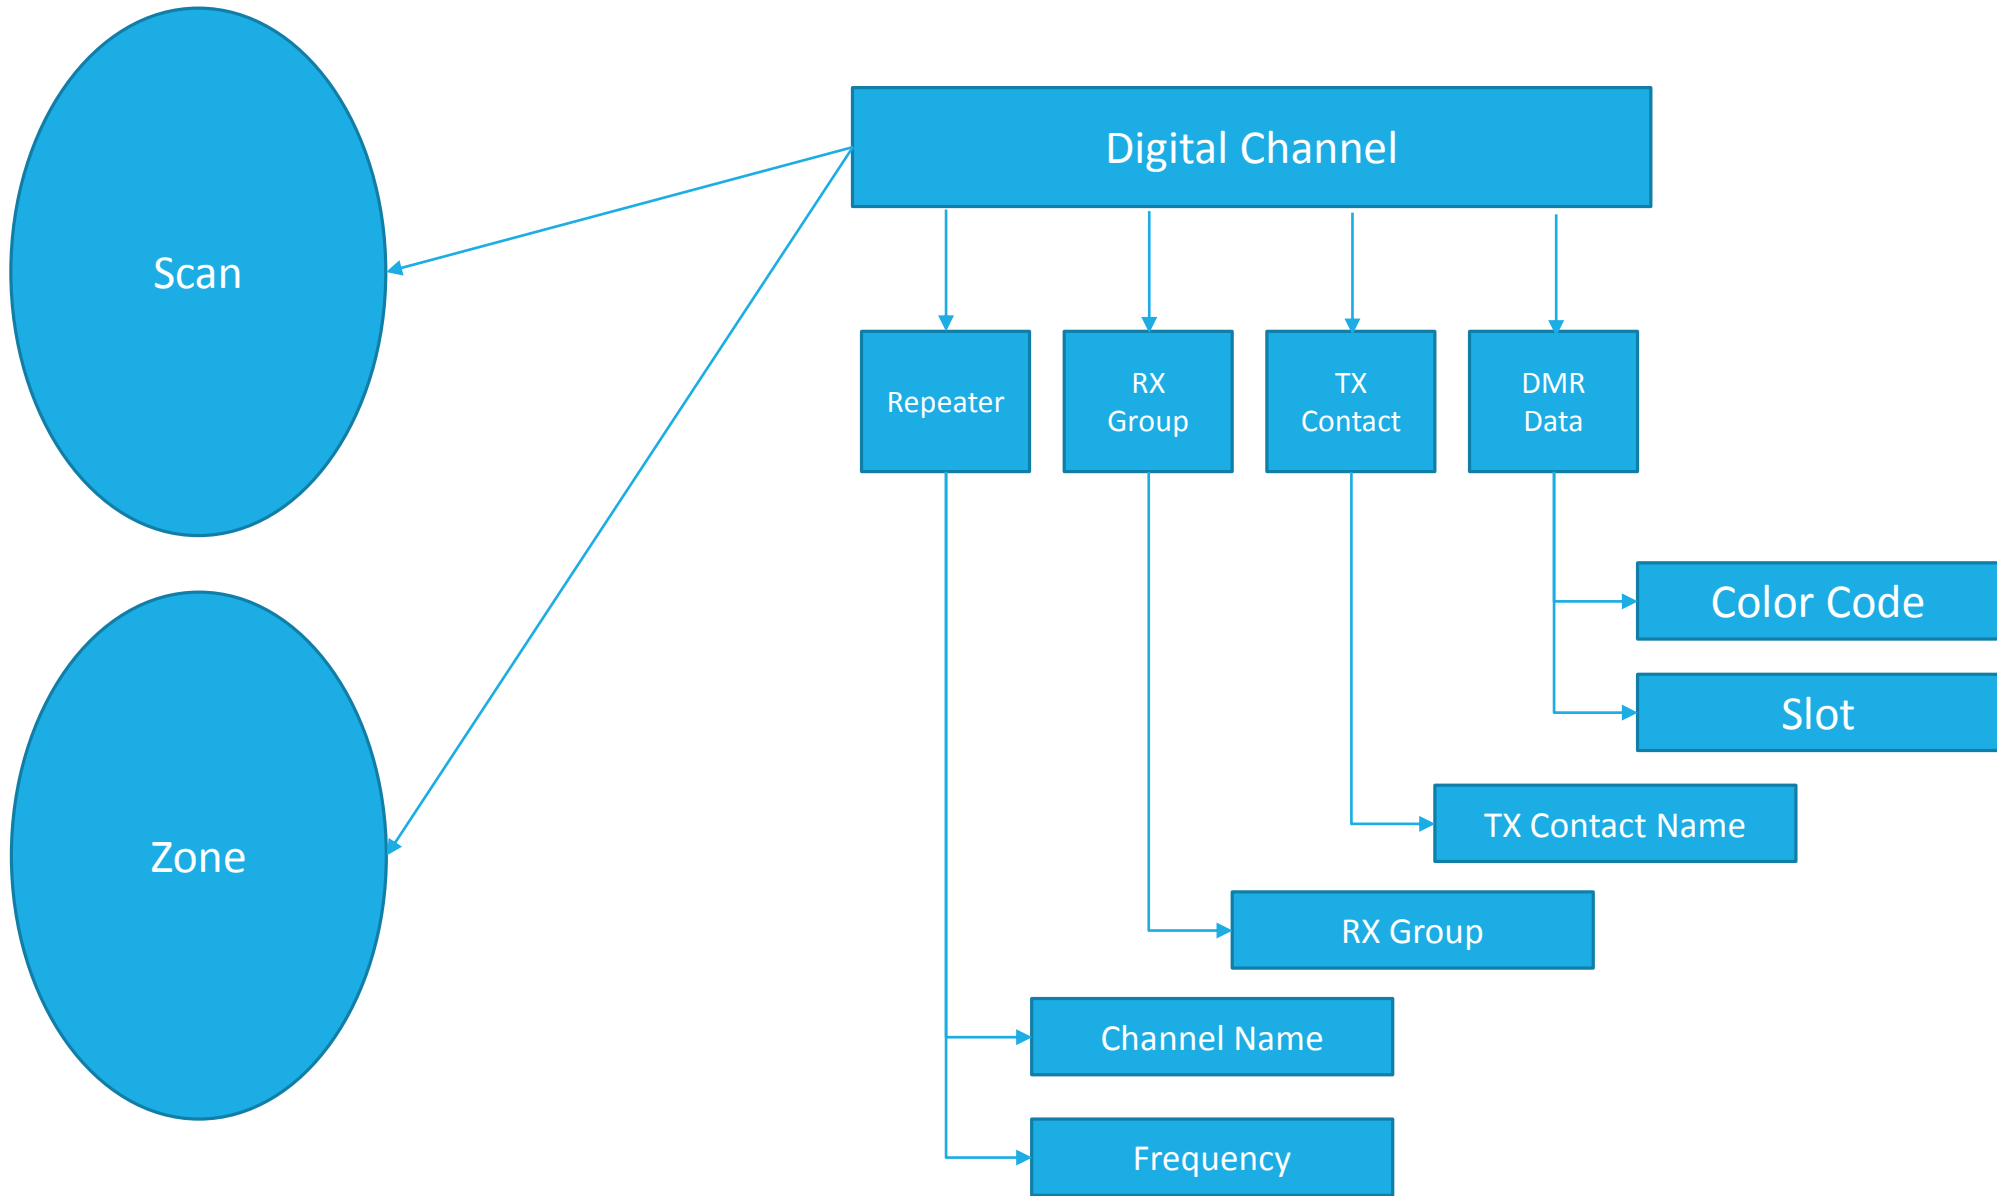 Digital Channel
Scan
Repeater
RX
Group
TX
Contact
DMR
Data
Color Code
Slot
TX Contact Name
Zone
RX Group
Channel Name
Frequency